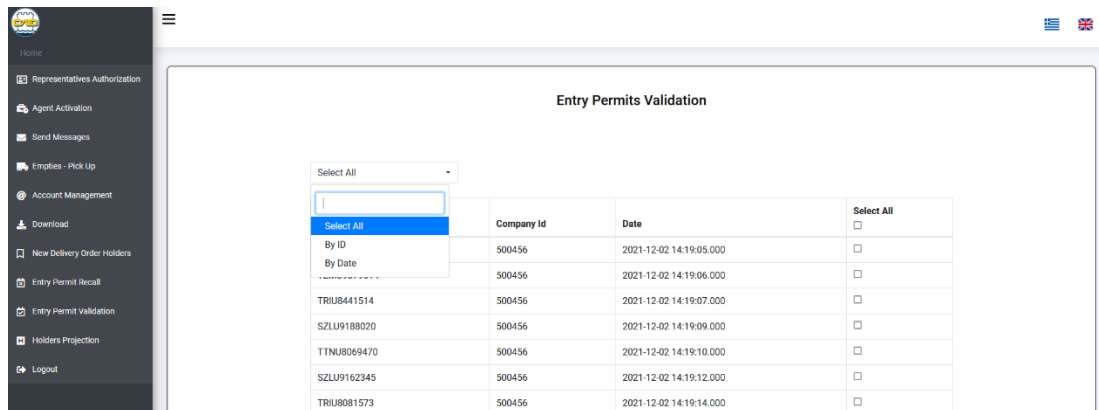 Home
Representatives Authorization
Agent Activation
Send Messages
Empties - Pick Up
Account Management
Download
New Delivery Order Holders
Entry Permit Recall
Entry Permit Validation
Holders Projection
Logout
Entry Permits Validation
Select All
Select All
By ID
By Date
Company Id Date Select All
500456 2021-12-02 14:19:05.000
500456 2021-12-02 14:19:06.000
TRIU8441514 500456 2021-12-02 14:19:07.000
SZLU9188020 500456 2021-12-02 14:19:09.000
TTNU8069470 500456 2021-12-02 14:19:10.000
SZLU9162345 500456 2021-12-02 14:19:12.000
TRIU8081573 500456 2021-12-02 14:19:14.000